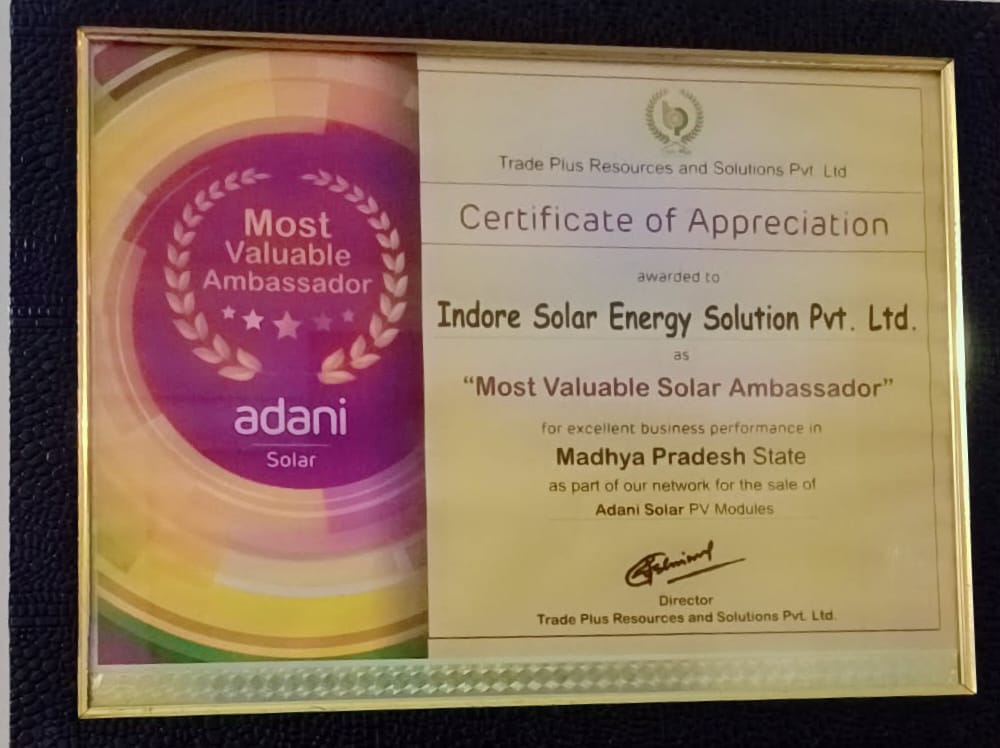 Most
Valuable
Ambassador
adani
Solar
Trade Plus Resources and Solutions Pvt. Ltd
Certificate of Appreciation
awarded to
Indore Solar Energy Solution Pvt. Ltd.
as
“Most Valuable Solar Ambassador”
for excellent business performance in
Madhya Pradesh State
as part of our network for the sale of
Adani Solar PV Modules
Director
Trade Plus Resources and Solutions Pvt. Ltd.